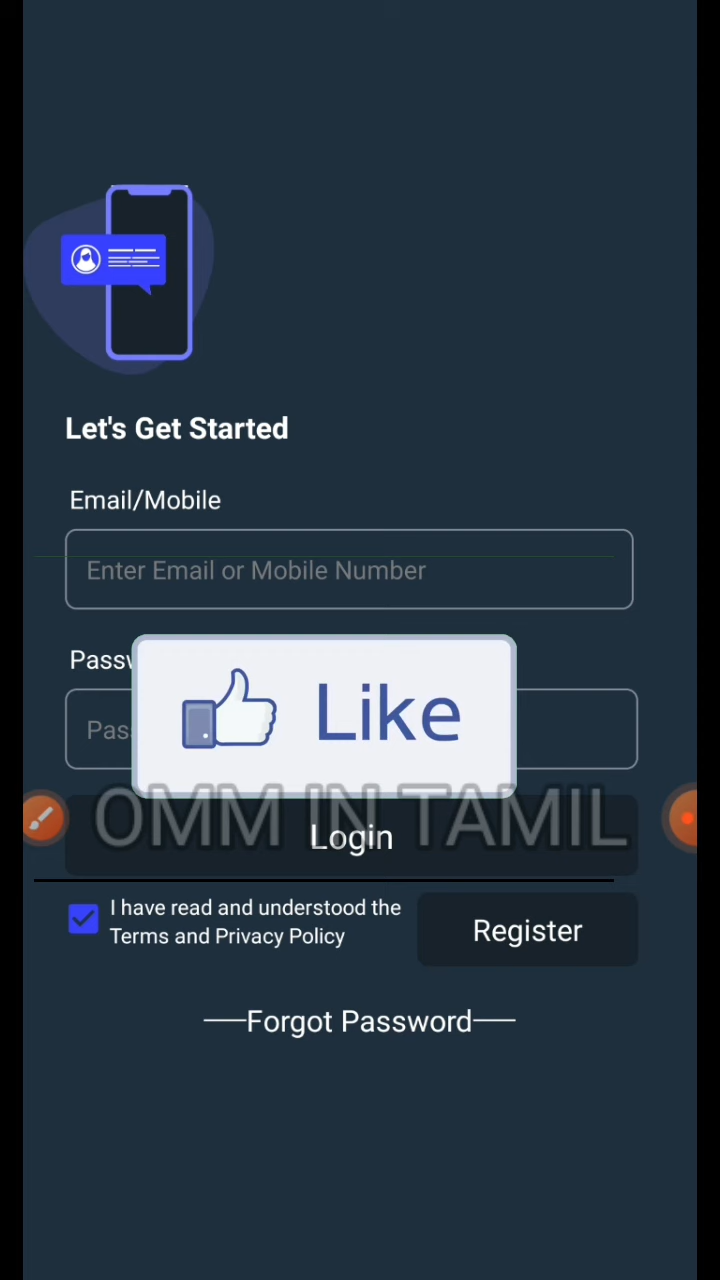 Let's Get Started
Email/Mobile
Enter Email or Mobile Number
Like
OMM IN TAMIL
Login
I have read and understood the
Terms and Privacy Policy
Register
Forgot Password